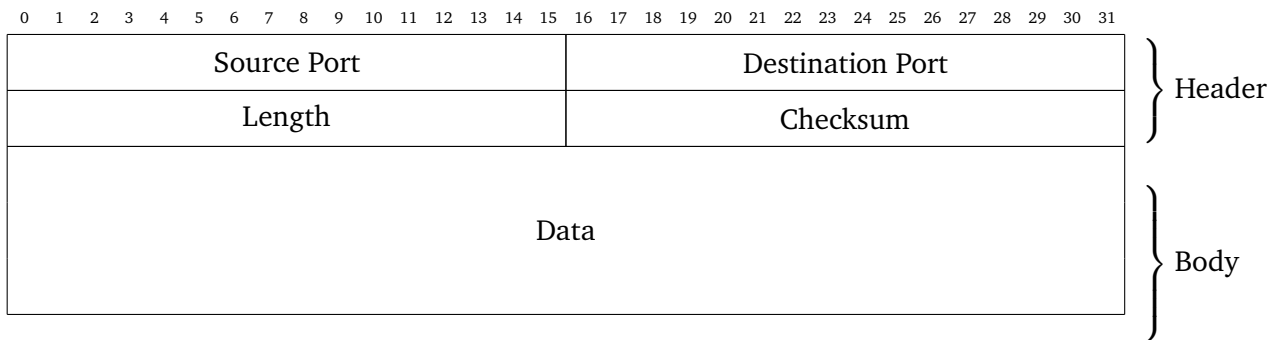 0 1 2 3 4 5 6 7 8 9 10 11 12 13 14 15 16 17 18 19 20 21 22 23 24 25 26 27 28 29 30 31
Source Port Destination Port
Header
Length Checksum
Data
Body